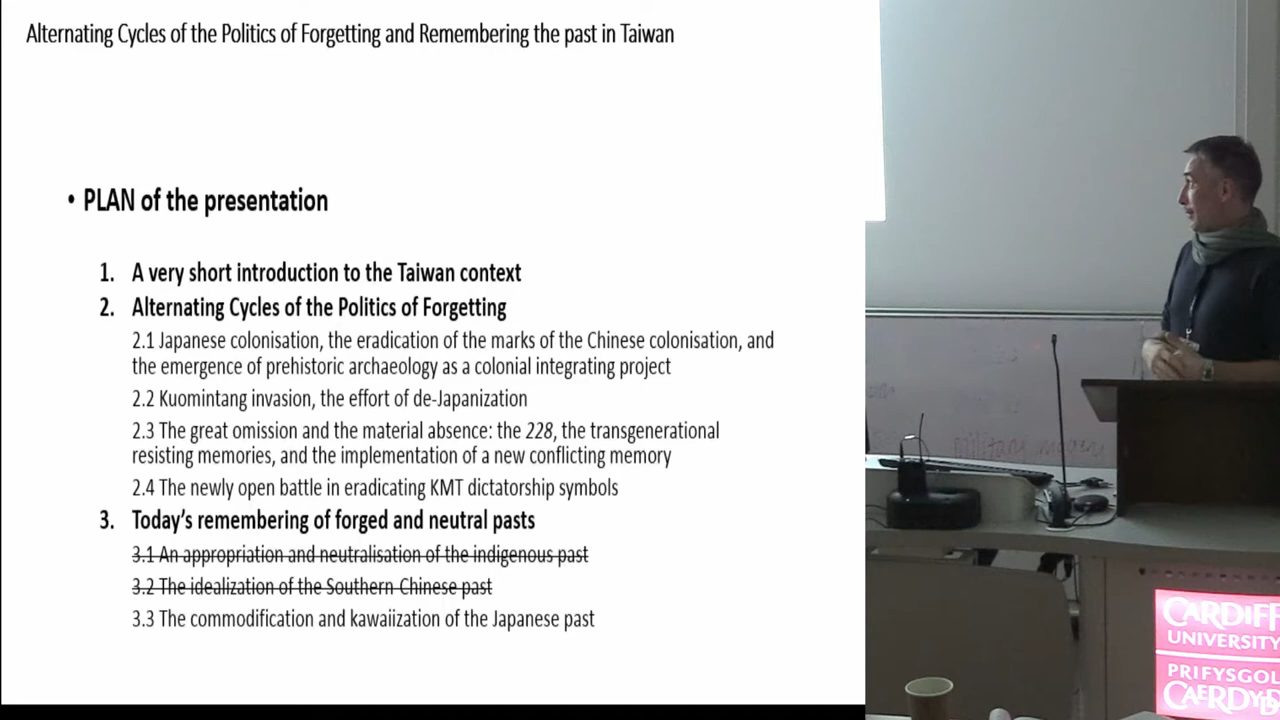 Alternating Cycles of the Politics of Forgetting and Remembering the past in Taiwan
• PLAN of the presentation
1. A very short introduction to the Taiwan context
2. Alternating Cycles of the Politics of Forgetting
2.1 Japanese colonisation, the eradication of the marks of the Chinese colonisation, and
the emergence of prehistoric archaeology as a colonial integrating project
2.2 Kuomintang invasion, the effort of de-Japanization
2.3 The great omission and the material absence: the 228, the transgenerational
resisting memories, and the implementation of a new conflicting memory
2.4 The newly open battle in eradicating KMT dictatorship symbols
3. Today's remembering of forged and neutral pasts
3.1 An appropriation and neutralisation of the indigenous past
3.2 The idealization of the Southern Chinese past
3.3 The commodification and kawaiization of the Japanese past
CARDIFF
UNIVERSITY
PRIFYSGOL
CAERDYD